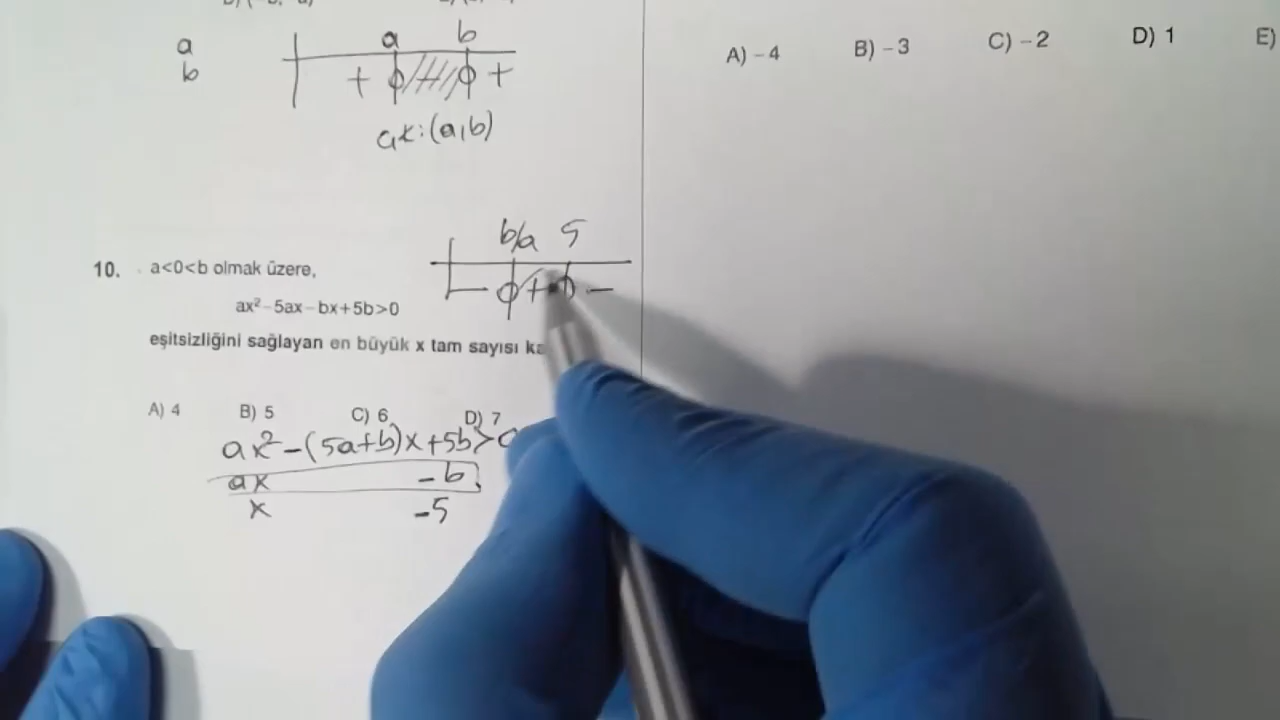 a
b
a b
+ +
ak:(a,b)
A) -4 B) -3 C) -2 D) 1 E)
b/a 5
- + -
10. a<0<b olmak üzere,
ax²-5ax-bx+5b>0
eşitsizliğini sağlayan en büyük x tam sayısı
A) 4 B) 5 C) 6 D) 7
ax²-(5a+b)x+5b>0
ax -b
x -5